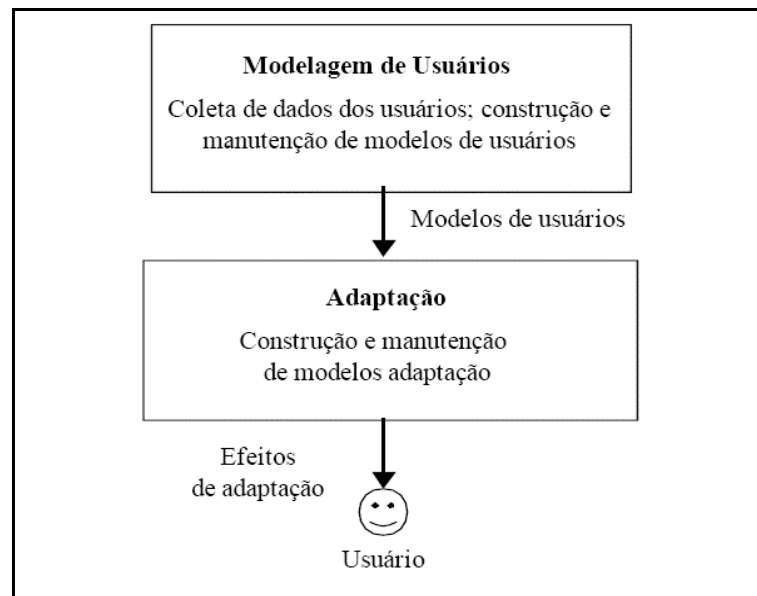 Modelagem de Usuários
Coleta de dados dos usuários; construção e
manutenção de modelos de usuários
Modelos de usuários
Adaptação
Construção e manutenção
de modelos adaptação
Efeitos
de adaptação
Usuário